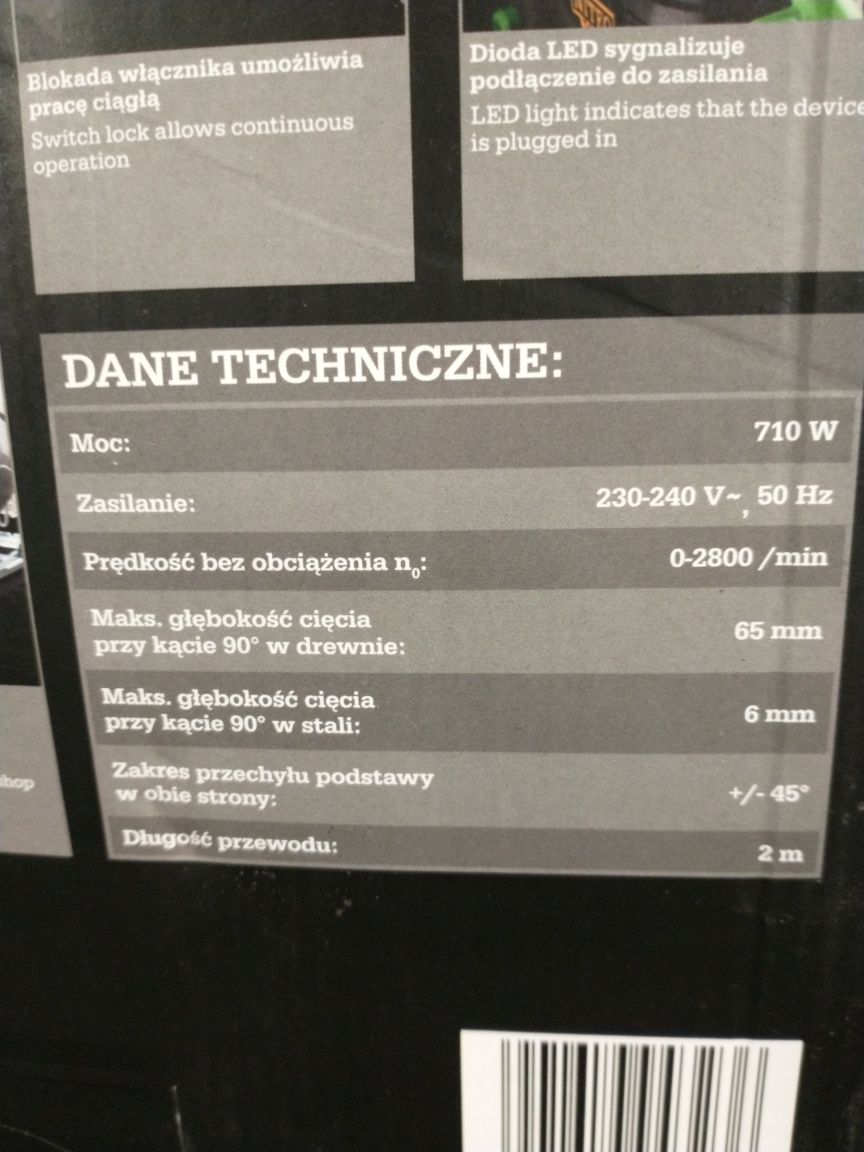 Blokada włącznika umożliwia
pracę ciągłą
Switch lock allows continuous
operation
Dioda LED sygnalizuje
podłączenie do zasilania
LED light indicates that the device
is plugged in
DANE TECHNICZNE:
Moc: 710 W
Zasilanie: 230-240 V~, 50 Hz
Prędkość bez obciążenia n₀: 0-2800 /min
Maks. głębokość cięcia
przy kącie 90° w drewnie: 65 mm
Maks. głębokość cięcia
przy kącie 90° w stali: 6 mm
Zakres przechyłu podstawy
w obie strony: +/- 45°
Długość przewodu: 2 m